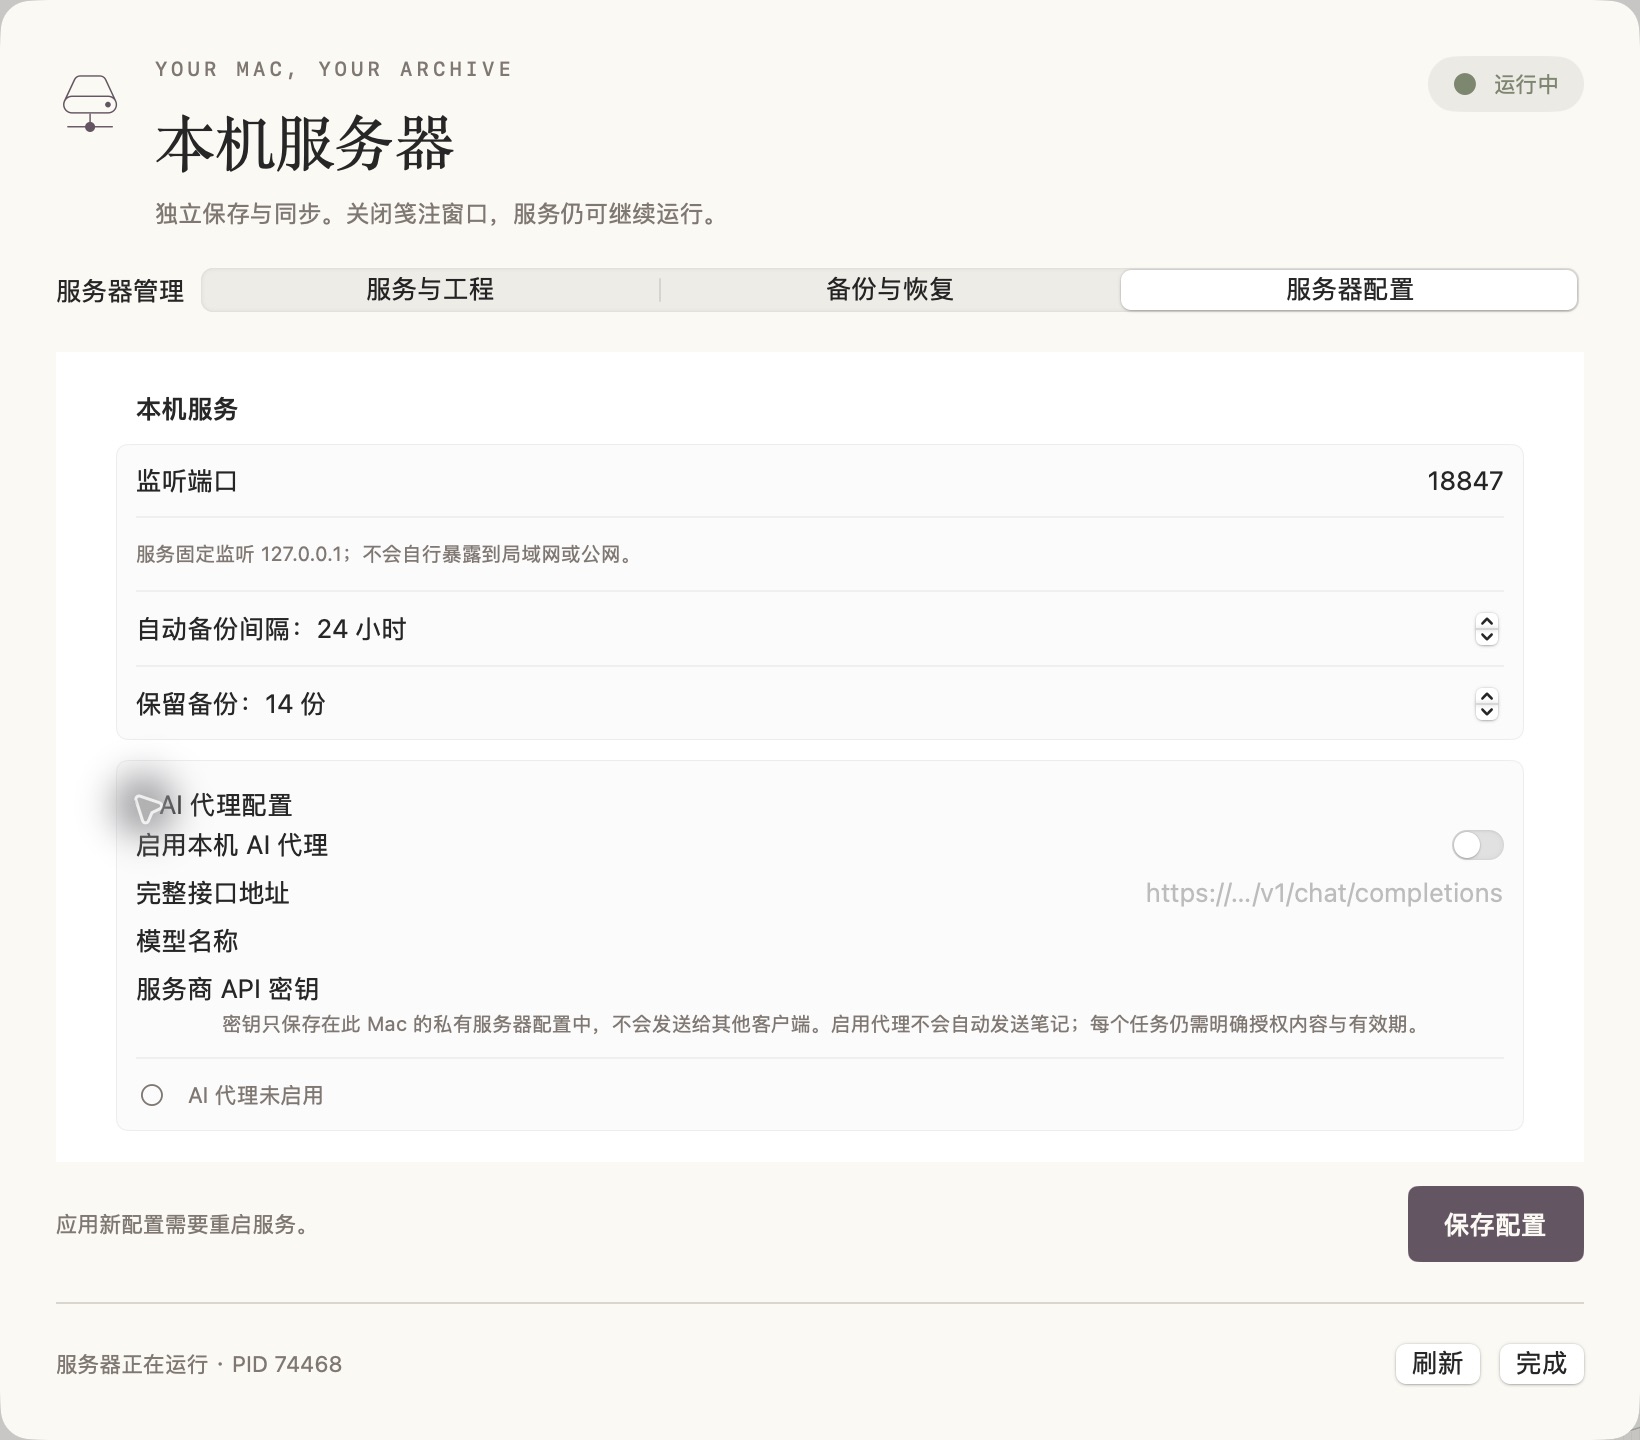 YOUR MAC, YOUR ARCHIVE
本机服务器
运行中
独立保存与同步。关闭笺注窗口，服务仍可继续运行。
服务器管理 服务与工程 备份与恢复 服务器配置
本机服务
监听端口 18847
服务固定监听 127.0.0.1；不会自行暴露到局域网或公网。
自动备份间隔：24 小时
保留备份：14 份
AI 代理配置
启用本机 AI 代理
完整接口地址 https://.../v1/chat/completions
模型名称
服务商 API 密钥
密钥只保存在此 Mac 的私有服务器配置中，不会发送给其他客户端。启用代理不会自动发送笔记；每个任务仍需明确授权内容与有效期。
AI 代理未启用
应用新配置需要重启服务。
保存配置
服务器正在运行 · PID 74468
刷新 完成